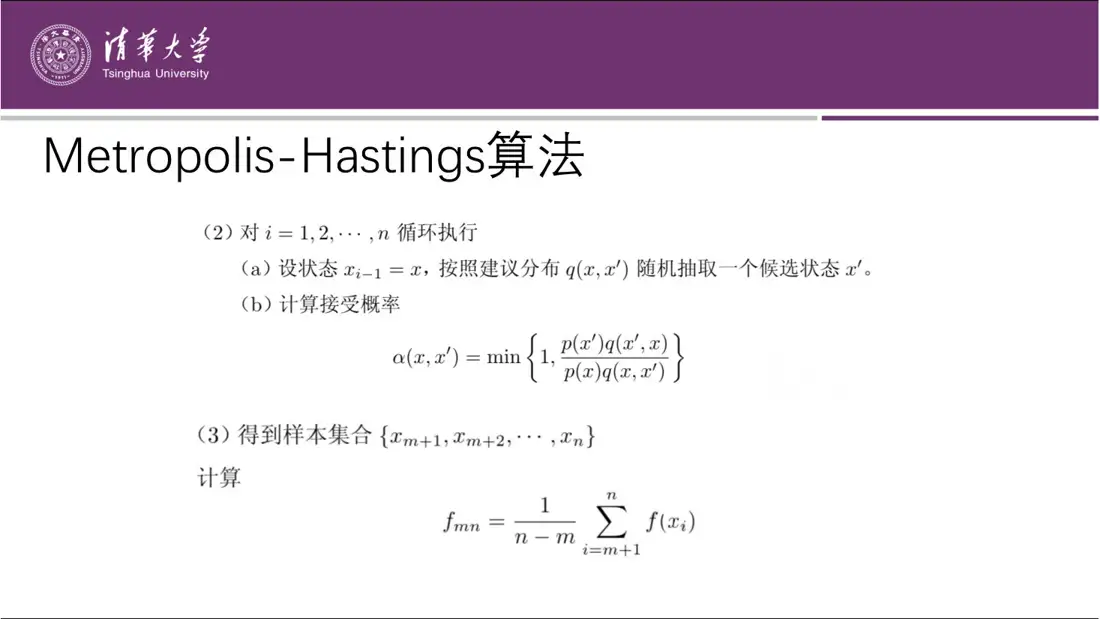 清华大学
Tsinghua University
Metropolis-Hastings算法
（2）对 i = 1, 2, ⋯ , n 循环执行
（a）设状态 x_{i−1} = x，按照建议分布 q(x, x′) 随机抽取一个候选状态 x′。
（b）计算接受概率
α(x, x′) = min {1, p(x′)q(x′, x) / p(x)q(x, x′)}
（3）得到样本集合 {x_{m+1}, x_{m+2}, ⋯ , x_n}
计算
f_{mn} = 1 / (n − m) ∑_{i=m+1}^{n} f(x_i)